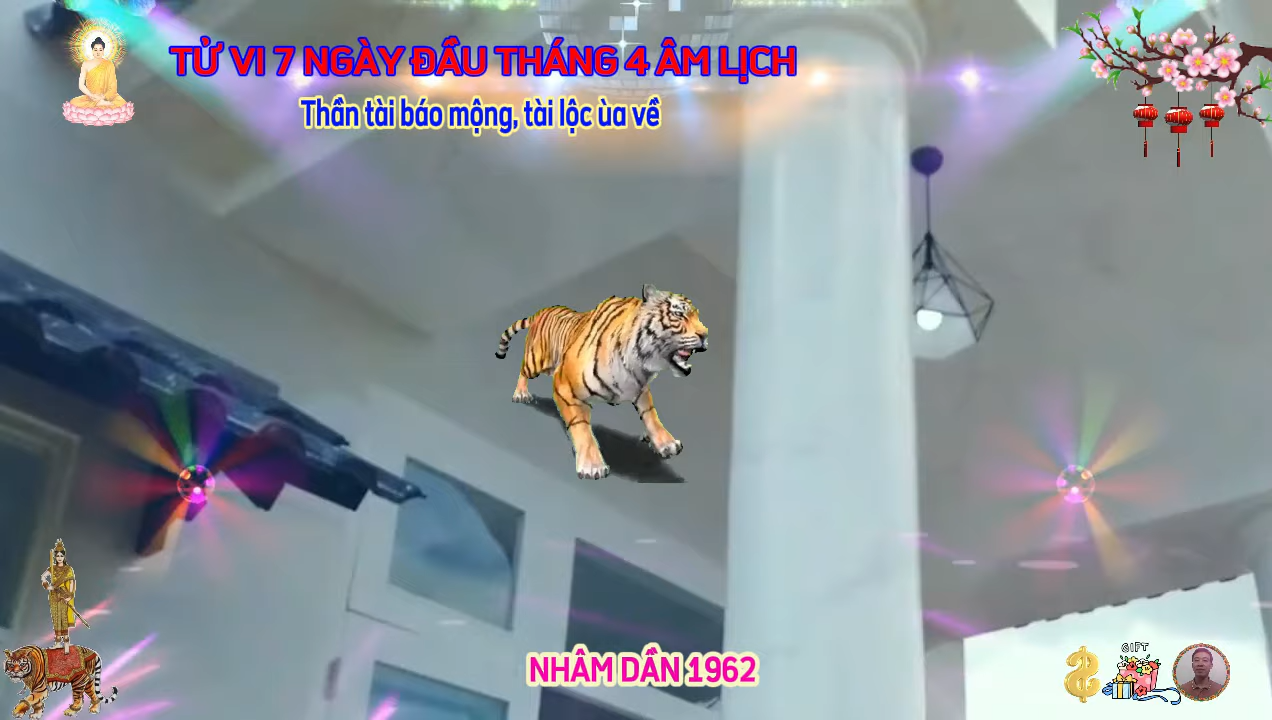 TỬ VI 7 NGÀY ĐẦU THÁNG 4 ÂM LỊCH
Thần tài báo mộng, tài lộc ùa về
NHÂM DẦN 1962
GIFT